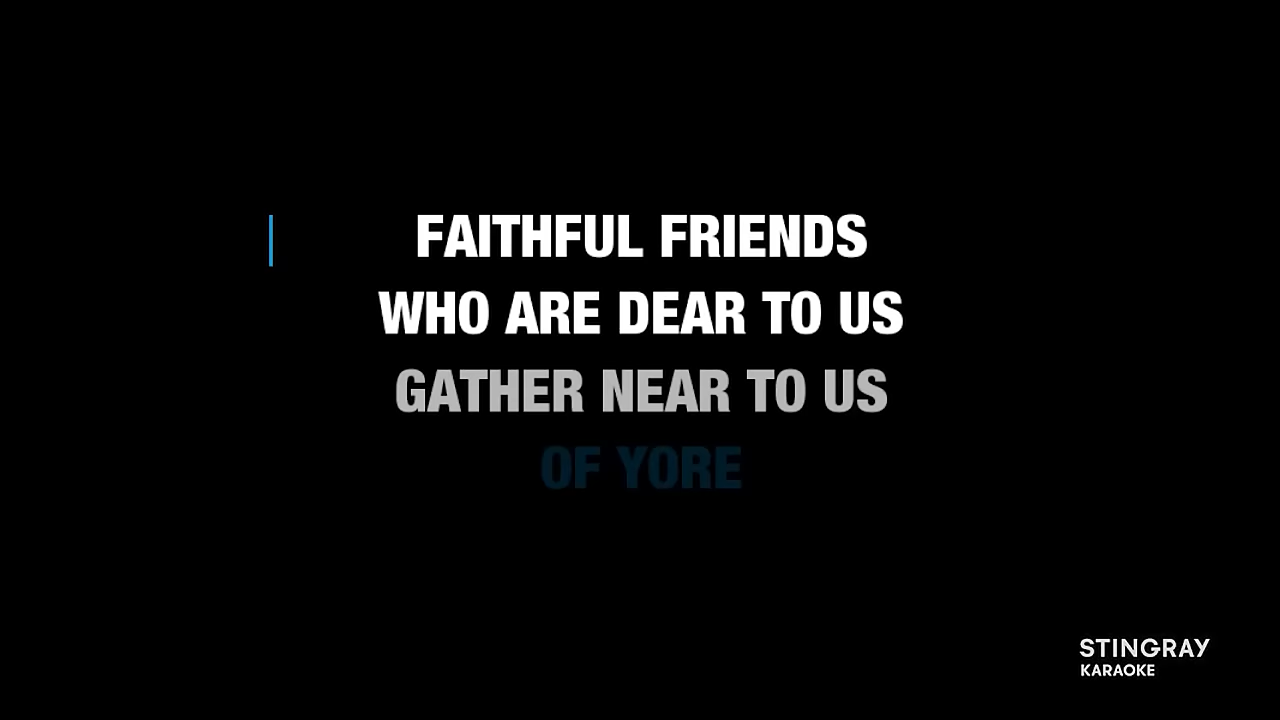 FAITHFUL FRIENDS
WHO ARE DEAR TO US
GATHER NEAR TO US
OF YORE
STINGRAY
KARAOKE